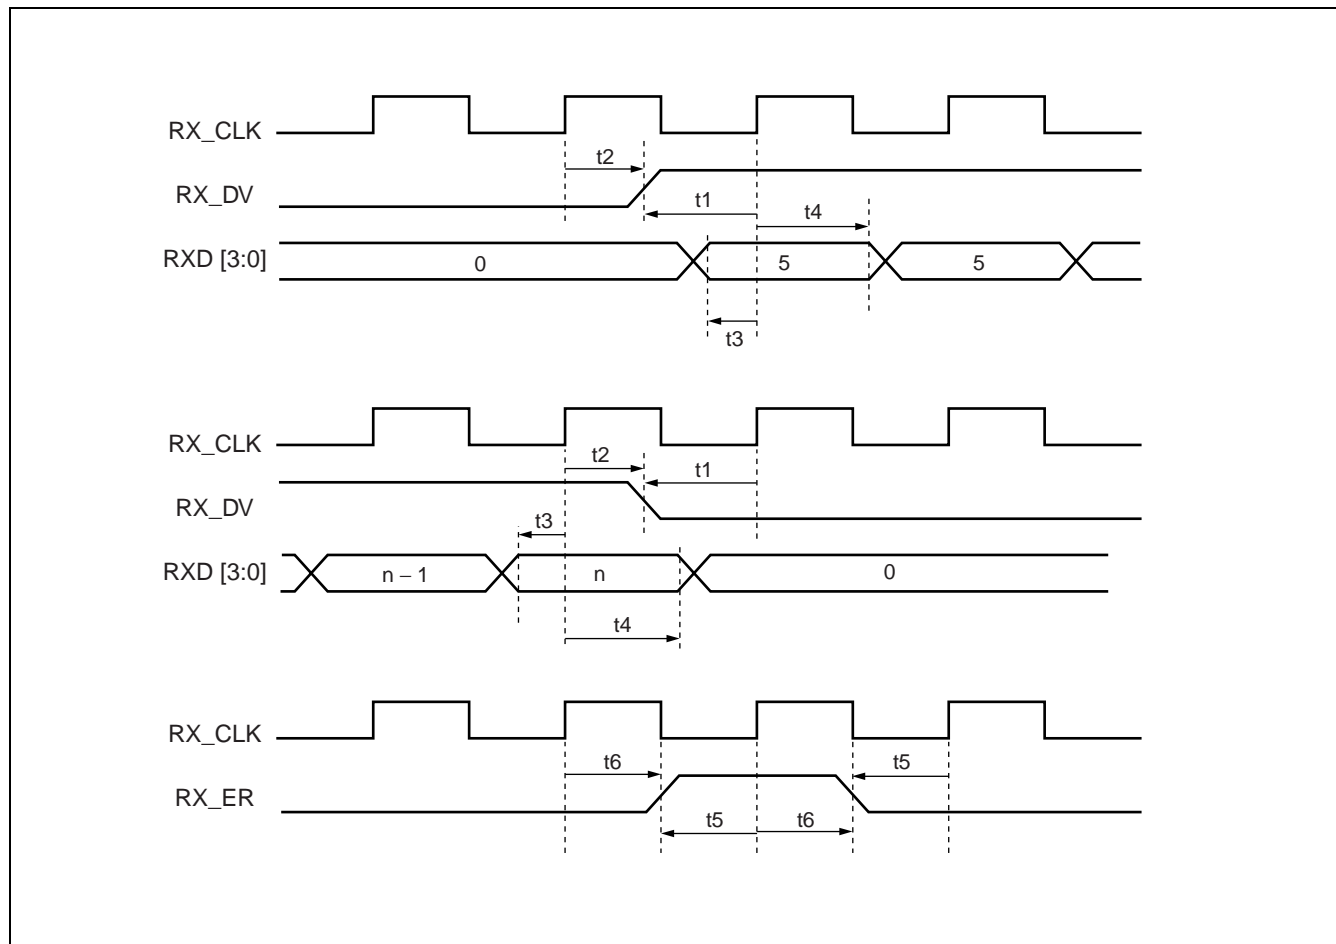 RX_CLK
t2
RX_DV
t1
t4
RXD [3:0]
0
5
5
t3
RX_CLK
t2
t1
RX_DV
t3
RXD [3:0]
n – 1
n
0
t4
RX_CLK
t6
t5
RX_ER
t5
t6